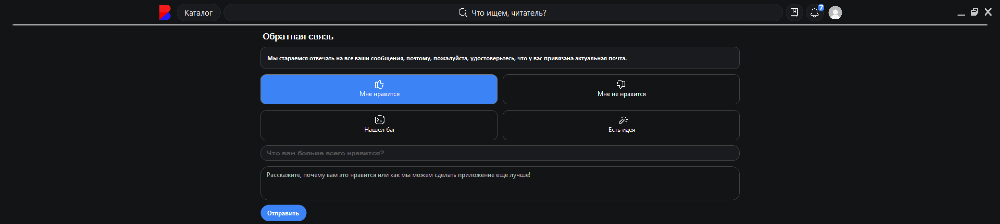 Каталог
Что ищем, читатель?
7
Обратная связь
Мы стараемся отвечать на все ваши сообщения, поэтому, пожалуйста, удостоверьтесь, что у вас привязана актуальная почта.
Мне нравится
Мне не нравится
Нашел баг
Есть идея
Что вам больше всего нравится?
Расскажите, почему вам это нравится или как мы можем сделать приложение еще лучше!
Отправить